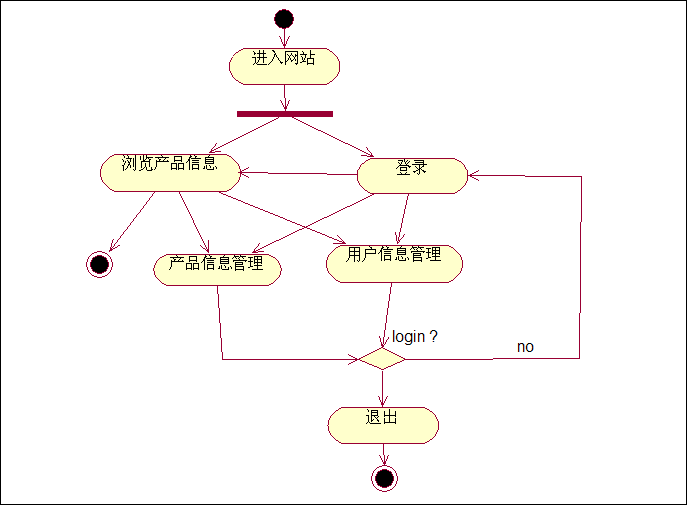 进入网站
浏览产品信息
登录
产品信息管理
用户信息管理
login ?
no
退出